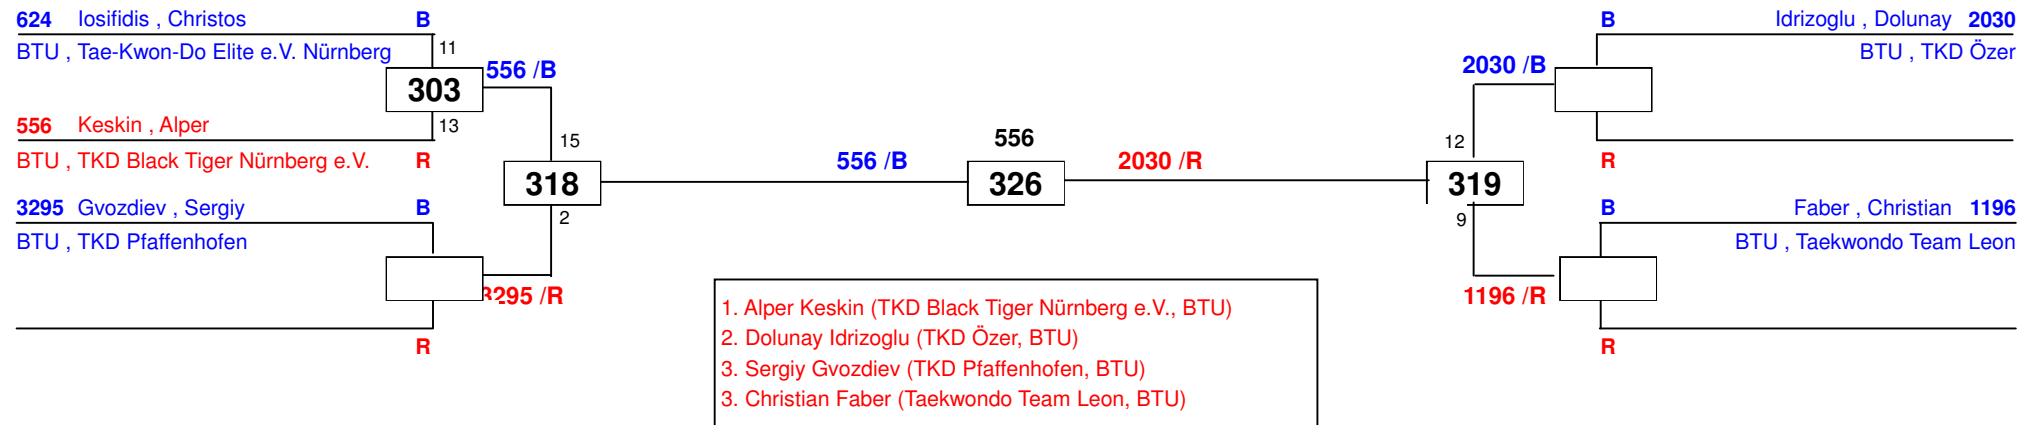 624 Iosifidis , Christos B
BTU , Tae-Kwon-Do Elite e.V. Nürnberg
11
303
556 /B
13
556 Keskin , Alper
BTU , TKD Black Tiger Nürnberg e.V. R
15
318
2
3295 Gvozdiev , Sergiy B
BTU , TKD Pfaffenhofen
3295 /R
R
556
556 /B
326
2030 /R
B Idrizoglu , Dolunay 2030
BTU , TKD Özer
2030 /B
R
12
319
9
B Faber , Christian 1196
BTU , Taekwondo Team Leon
1196 /R
R
1. Alper Keskin (TKD Black Tiger Nürnberg e.V., BTU)
2. Dolunay Idrizoglu (TKD Özer, BTU)
3. Sergiy Gvozdiev (TKD Pfaffenhofen, BTU)
3. Christian Faber (Taekwondo Team Leon, BTU)